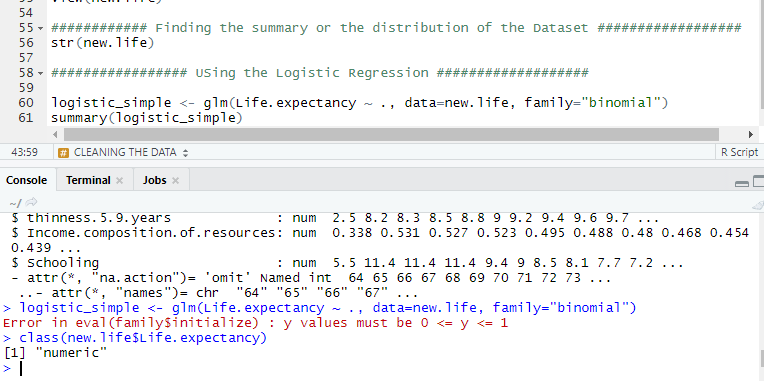 54
55 ############ Finding the summary or the distribution of the Dataset ##################
56 str(new.life)
57
58 ################# USing the Logistic Regression ###################
59
60 logistic_simple <- glm(Life.expectancy ~ ., data=new.life, family="binomial")
61 summary(logistic_simple)
43:59 # CLEANING THE DATA R Script
Console Terminal Jobs
~/
$ thinness.5.9.years : num 2.5 8.2 8.3 8.5 8.8 9 9.2 9.4 9.6 9.7 ...
$ Income.composition.of.resources: num 0.338 0.531 0.527 0.523 0.495 0.488 0.48 0.468 0.454
0.439 ...
$ Schooling : num 5.5 11.4 11.4 11.4 9.4 9 8.5 8.1 7.7 7.2 ...
- attr(*, "na.action")= 'omit' Named int 64 65 66 67 68 69 70 71 72 73 ...
..- attr(*, "names")= chr "64" "65" "66" "67" ...
> logistic_simple <- glm(Life.expectancy ~ ., data=new.life, family="binomial")
Error in eval(family$initialize) : y values must be 0 <= y <= 1
> class(new.life$Life.expectancy)
[1] "numeric"
>